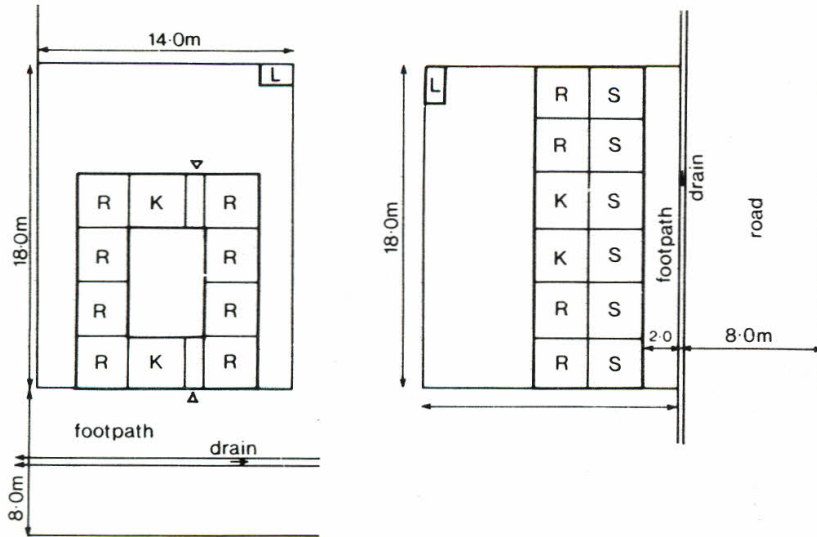 14·0m
L
18·0m
R K R
R R
R R
R K R
footpath
drain
8·0m
L
18·0m
R S
R S
K S
K S
R S
R S
footpath
drain
road
2·0
8·0m